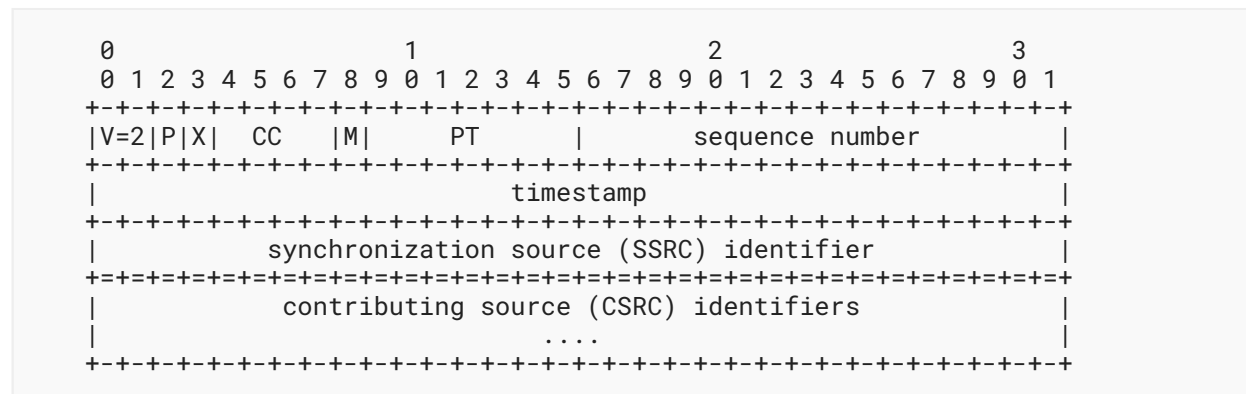 0                   1                   2                   3
 0 1 2 3 4 5 6 7 8 9 0 1 2 3 4 5 6 7 8 9 0 1 2 3 4 5 6 7 8 9 0 1
+-+-+-+-+-+-+-+-+-+-+-+-+-+-+-+-+-+-+-+-+-+-+-+-+-+-+-+-+-+-+-+-+
|V=2|P|X|  CC   |M|     PT      |       sequence number         |
+-+-+-+-+-+-+-+-+-+-+-+-+-+-+-+-+-+-+-+-+-+-+-+-+-+-+-+-+-+-+-+-+
|                           timestamp                           |
+-+-+-+-+-+-+-+-+-+-+-+-+-+-+-+-+-+-+-+-+-+-+-+-+-+-+-+-+-+-+-+-+
|           synchronization source (SSRC) identifier            |
+=+=+=+=+=+=+=+=+=+=+=+=+=+=+=+=+=+=+=+=+=+=+=+=+=+=+=+=+=+=+=+=+
|            contributing source (CSRC) identifiers             |
|                             ....                              |
+-+-+-+-+-+-+-+-+-+-+-+-+-+-+-+-+-+-+-+-+-+-+-+-+-+-+-+-+-+-+-+-+